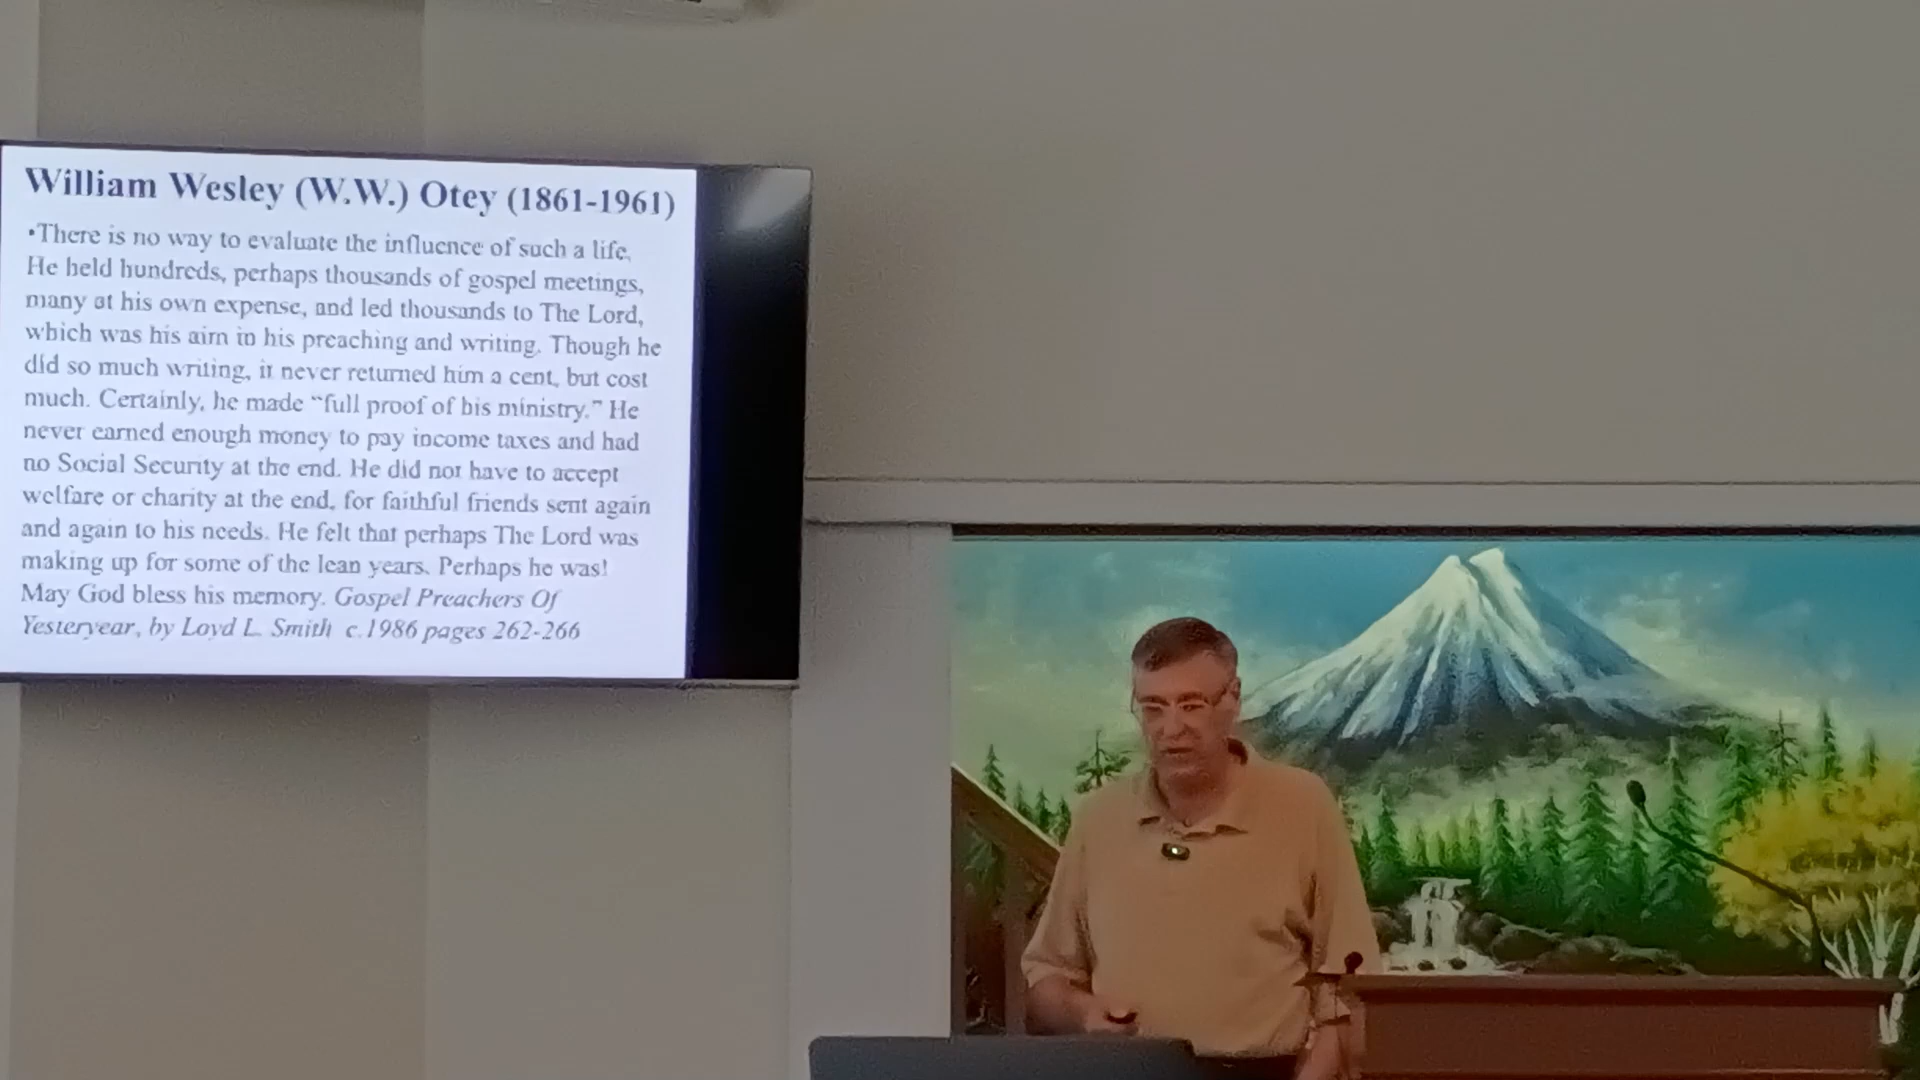 William Wesley (W.W.) Otey (1861-1961)
•There is no way to evaluate the influence of such a life.
He held hundreds, perhaps thousands of gospel meetings,
many at his own expense, and led thousands to The Lord,
which was his aim in his preaching and writing. Though he
did so much writing, it never returned him a cent, but cost
much. Certainly, he made “full proof of his ministry.” He
never earned enough money to pay income taxes and had
no Social Security at the end. He did not have to accept
welfare or charity at the end, for faithful friends sent again
and again to his needs. He felt that perhaps The Lord was
making up for some of the lean years. Perhaps he was!
May God bless his memory. Gospel Preachers Of
Yesteryear, by Loyd L. Smith c.1986 pages 262-266